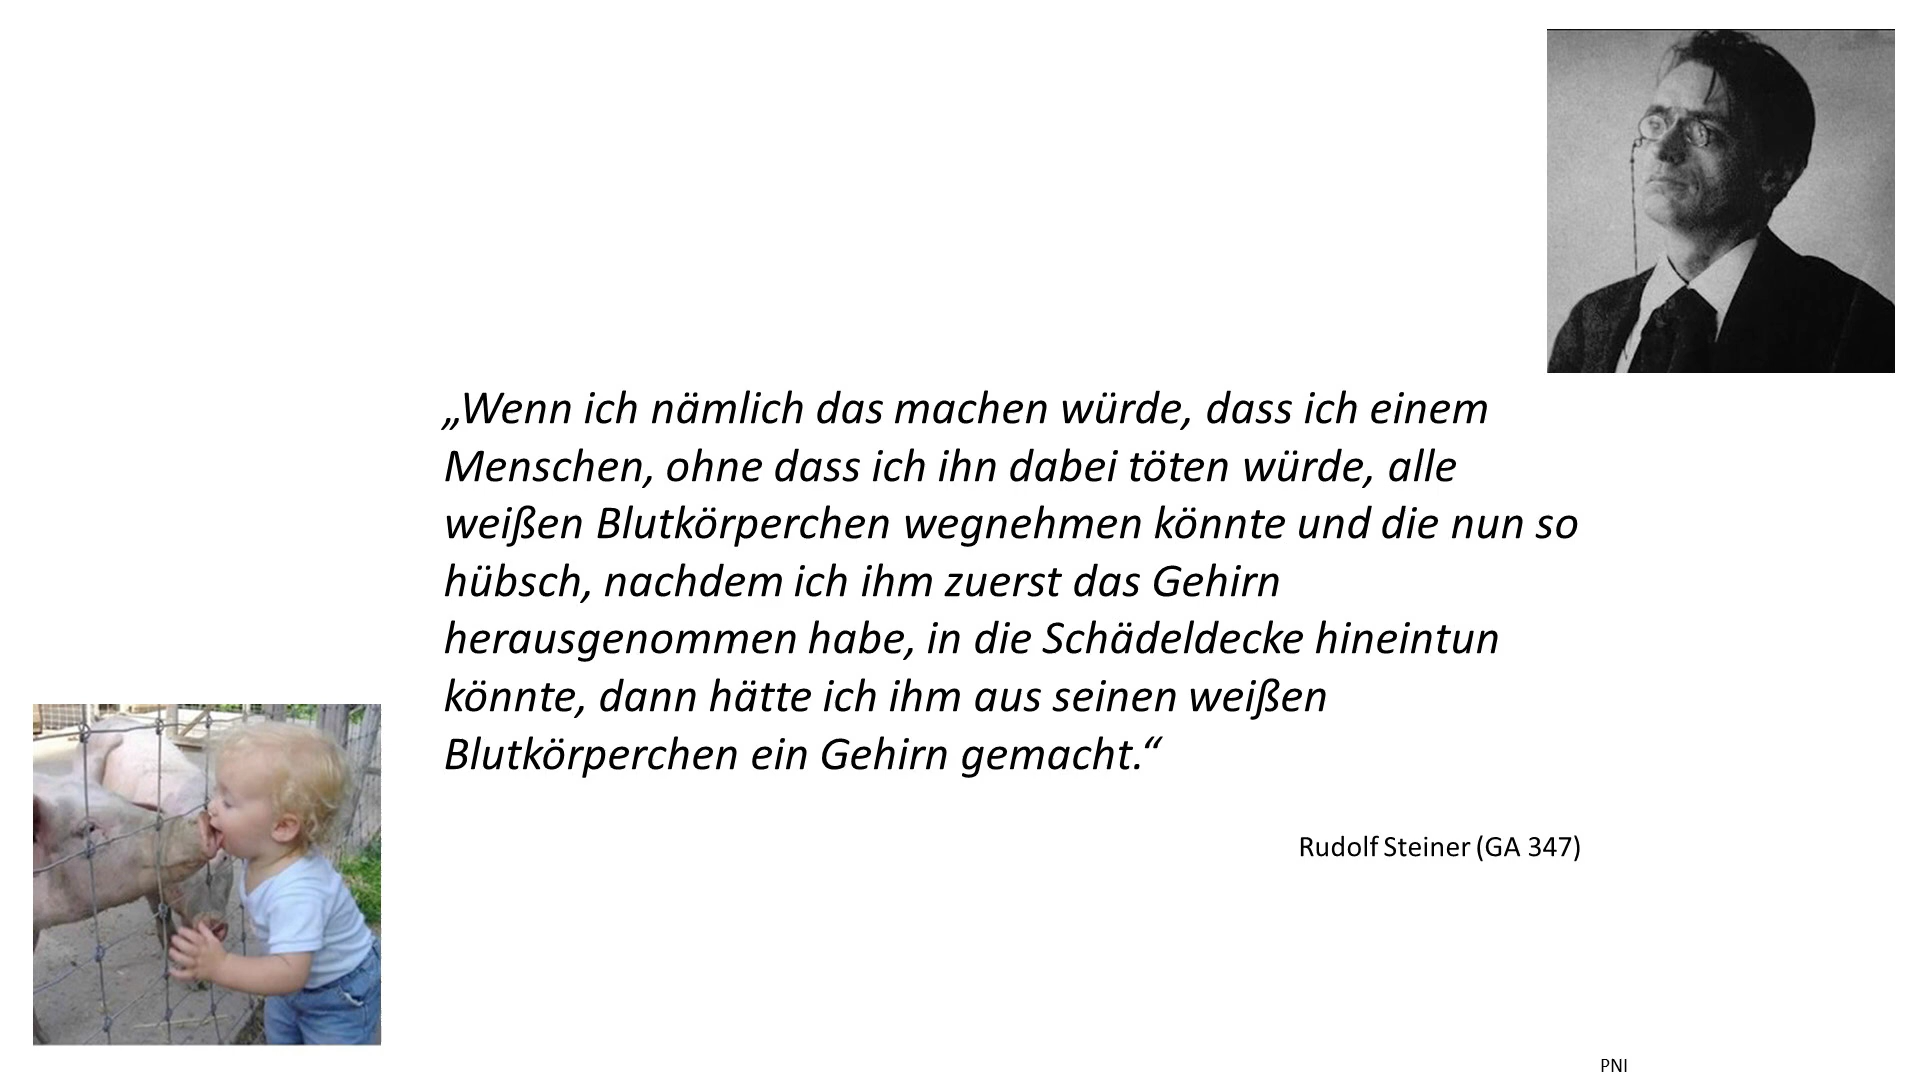 „Wenn ich nämlich das machen würde, dass ich einem
Menschen, ohne dass ich ihn dabei töten würde, alle
weißen Blutkörperchen wegnehmen könnte und die nun so
hübsch, nachdem ich ihm zuerst das Gehirn
herausgenommen habe, in die Schädeldecke hineintun
könnte, dann hätte ich ihm aus seinen weißen
Blutkörperchen ein Gehirn gemacht.“
Rudolf Steiner (GA 347)
PNI